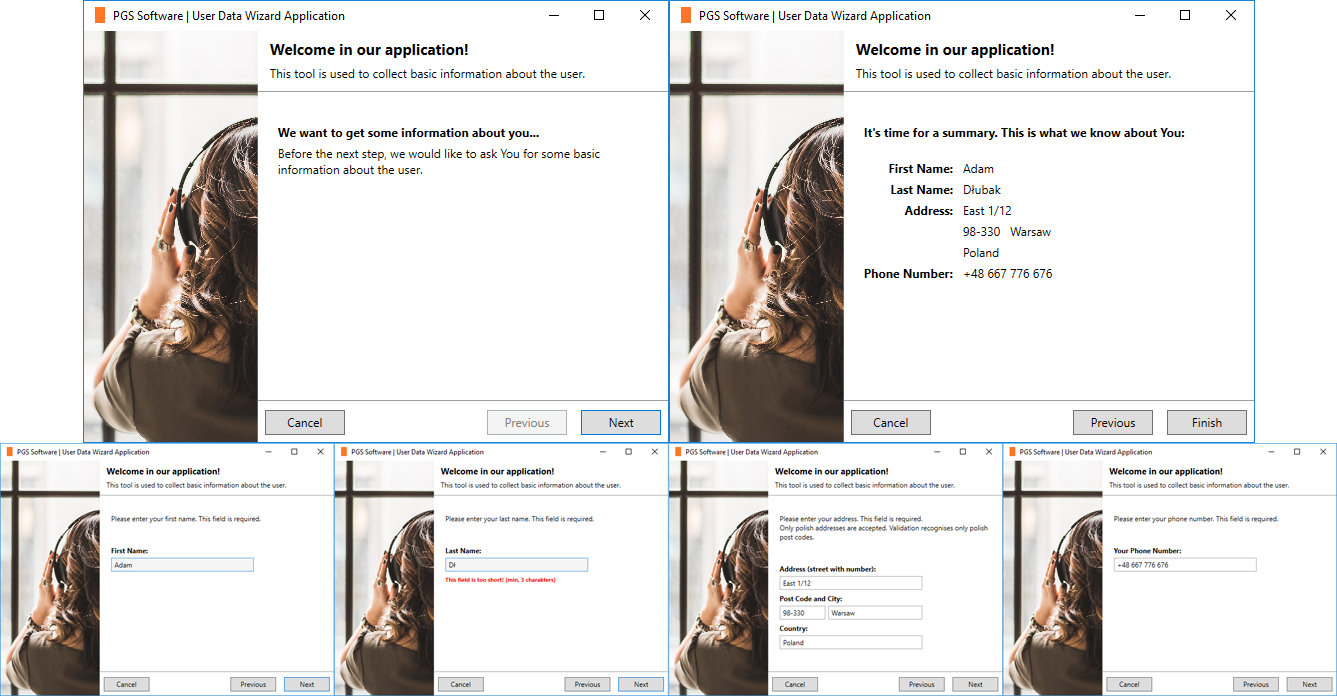 PGS Software | User Data Wizard Application
Welcome in our application!
This tool is used to collect basic information about the user.
We want to get some information about you...
Before the next step, we would like to ask You for some basic
information about the user.
Cancel Previous Next
PGS Software | User Data Wizard Application
Welcome in our application!
This tool is used to collect basic information about the user.
It's time for a summary. This is what we know about You:
First Name: Adam
Last Name: Dłubak
Address: East 1/12
98-330 Warsaw
Poland
Phone Number: +48 667 776 676
Cancel Previous Finish
PGS Software | User Data Wizard Application
Welcome in our application!
This tool is used to collect basic information about the user.
Please enter your first name. This field is required.
First Name:
Adam
Cancel Previous Next
PGS Software | User Data Wizard Application
Welcome in our application!
This tool is used to collect basic information about the user.
Please enter your last name. This field is required.
Last Name:
Dł
This field is too short! (min. 3 charakters)
Cancel Previous Next
PGS Software | User Data Wizard Application
Welcome in our application!
This tool is used to collect basic information about the user.
Please enter your address. This field is required.
Only polish addresses are accepted. Validation recognises only polish
post codes.
Address (street with number):
East 1/12
Post Code and City:
98-330 Warsaw
Country:
Poland
Cancel Previous Next
PGS Software | User Data Wizard Application
Welcome in our application!
This tool is used to collect basic information about the user.
Please enter your phone number. This field is required.
Your Phone Number:
+48 667 776 676
Cancel Previous Next